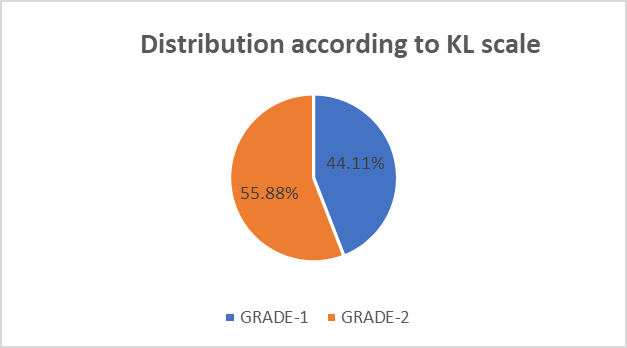 Distribution according to KL scale
44.11%
55.88%
GRADE-1 GRADE-2